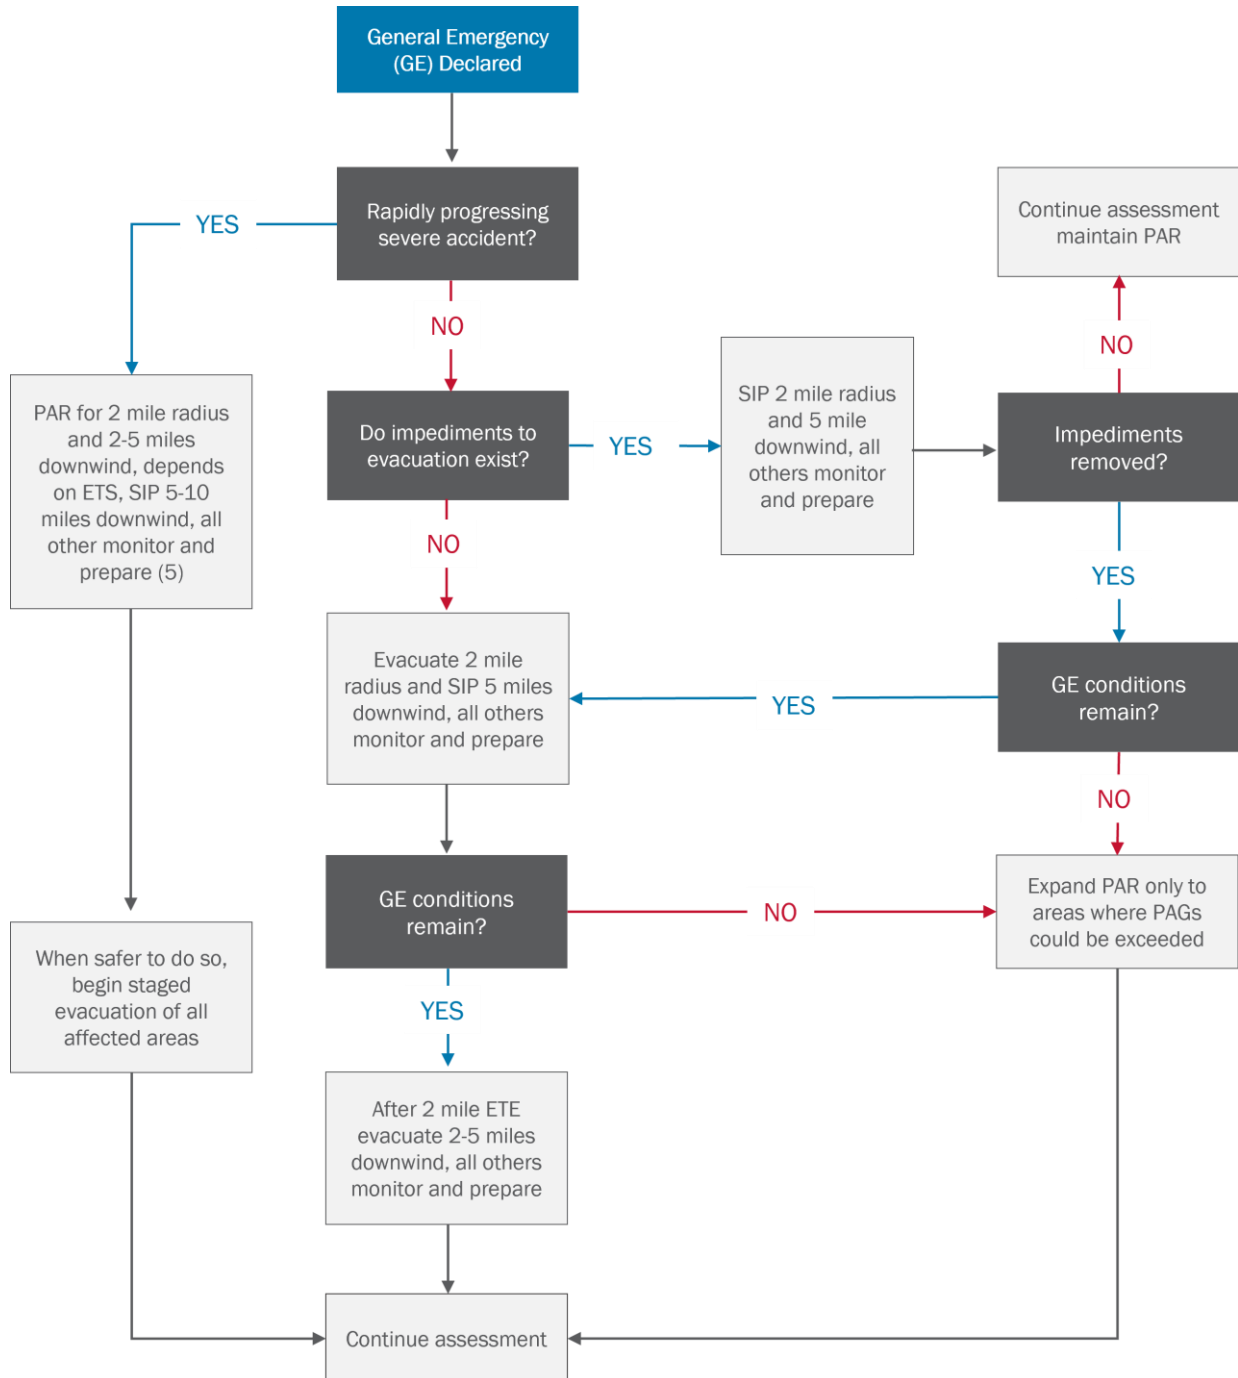 General Emergency
(GE) Declared
Rapidly progressing
severe accident?
YES
NO
Continue assessment
maintain PAR
NO
PAR for 2 mile radius
and 2-5 miles
downwind, depends
on ETS, SIP 5-10
miles downwind, all
other monitor and
prepare (5)
Do impediments to
evacuation exist?
YES
SIP 2 mile radius
and 5 mile
downwind, all
others monitor
and prepare
Impediments
removed?
NO
YES
Evacuate 2 mile
radius and SIP 5 miles
downwind, all others
monitor and prepare
YES
GE conditions
remain?
NO
GE conditions
remain?
NO
Expand PAR only to
areas where PAGs
could be exceeded
When safer to do so,
begin staged
evacuation of all
affected areas
YES
After 2 mile ETE
evacuate 2-5 miles
downwind, all others
monitor and prepare
Continue assessment